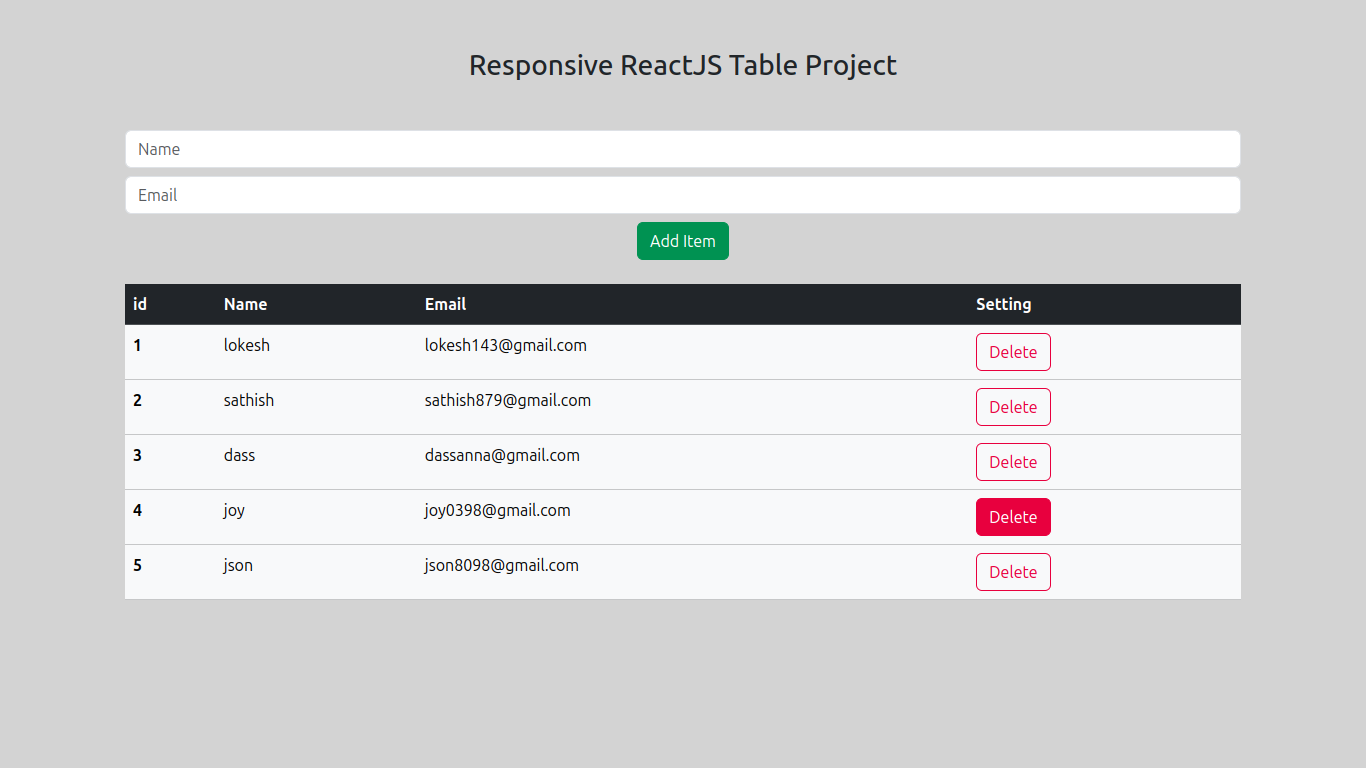 Responsive ReactJS Table Project
Name
Email
Add Item
id Name Email Setting
1 lokesh lokesh143@gmail.com Delete
2 sathish sathish879@gmail.com Delete
3 dass dassanna@gmail.com Delete
4 joy joy0398@gmail.com Delete
5 json json8098@gmail.com Delete